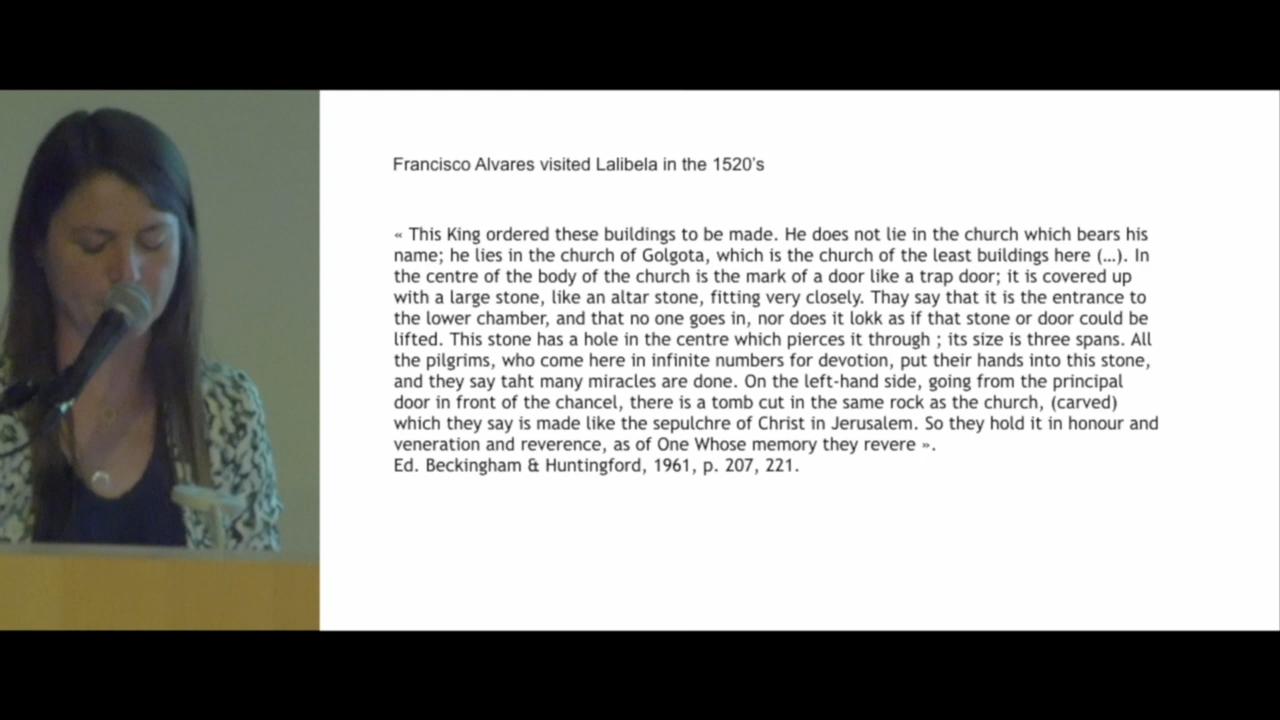 Francisco Alvares visited Lalibela in the 1520's
« This King ordered these buildings to be made. He does not lie in the church which bears his
name; he lies in the church of Golgota, which is the church of the least buildings here (...). In
the centre of the body of the church is the mark of a door like a trap door; it is covered up
with a large stone, like an altar stone, fitting very closely. Thay say that it is the entrance to
the lower chamber, and that no one goes in, nor does it lokk as if that stone or door could be
lifted. This stone has a hole in the centre which pierces it through ; its size is three spans. All
the pilgrims, who come here in infinite numbers for devotion, put their hands into this stone,
and they say taht many miracles are done. On the left-hand side, going from the principal
door in front of the chancel, there is a tomb cut in the same rock as the church, (carved)
which they say is made like the sepulchre of Christ in Jerusalem. So they hold it in honour and
veneration and reverence, as of One Whose memory they revere ».
Ed. Beckingham & Huntingford, 1961, p. 207, 221.